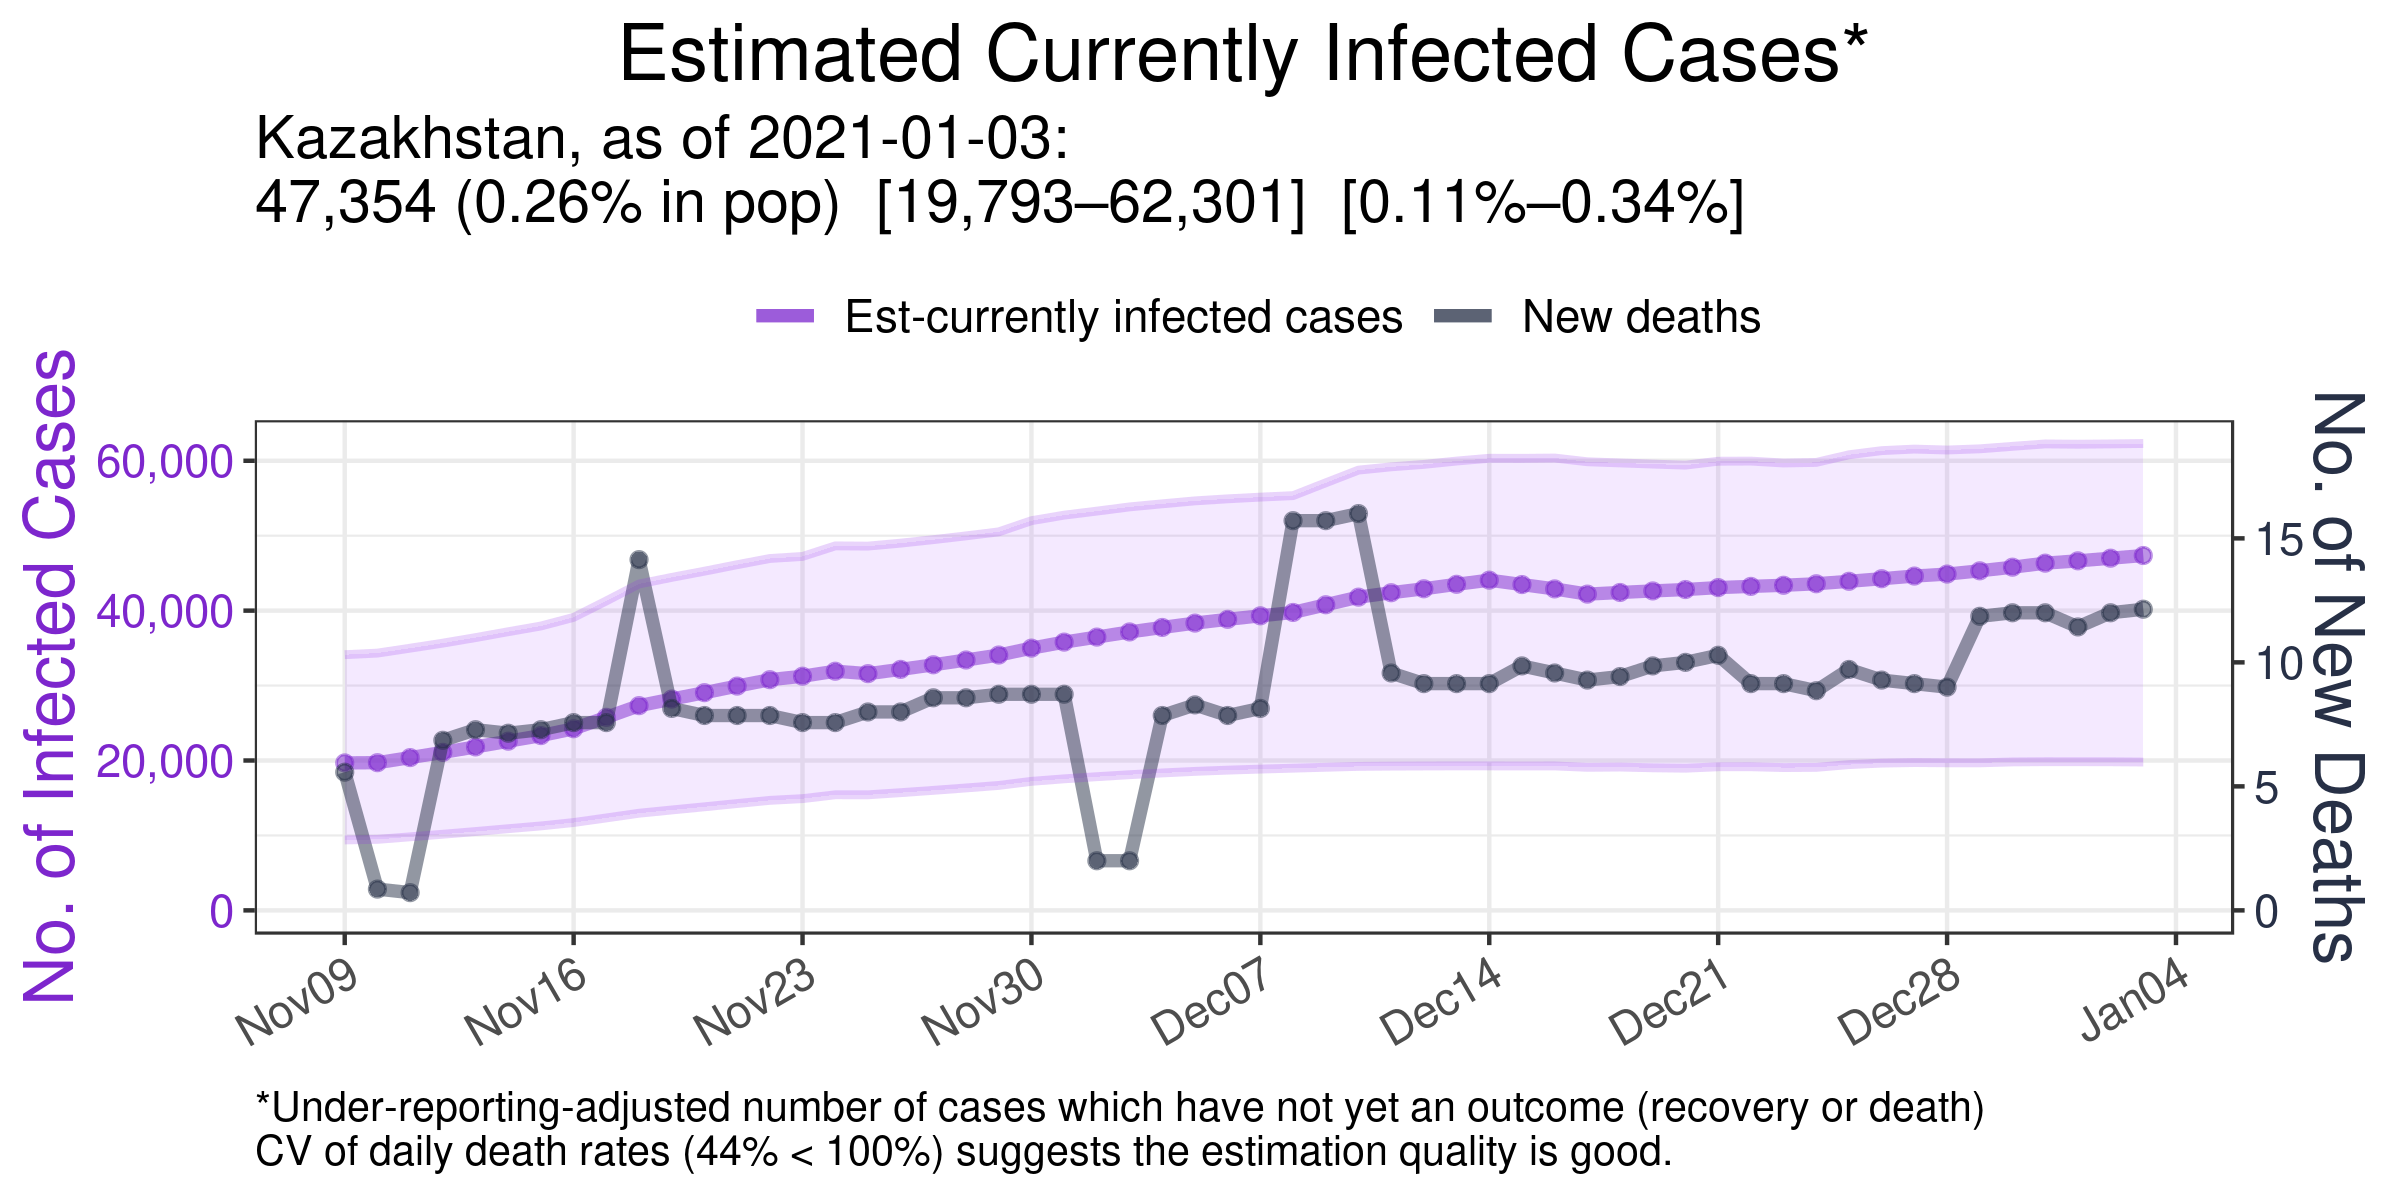 Estimated Currently Infected Cases*
Kazakhstan, as of 2021-01-03:
47,354 (0.26% in pop)  [19,793–62,301]  [0.11%–0.34%]
Est-currently infected cases
New deaths
No. of Infected Cases
60,000
40,000
20,000
0
No. of New Deaths
15
10
5
0
Nov09
Nov16
Nov23
Nov30
Dec07
Dec14
Dec21
Dec28
Jan04
*Under-reporting-adjusted number of cases which have not yet an outcome (recovery or death)
CV of daily death rates (44% < 100%) suggests the estimation quality is good.